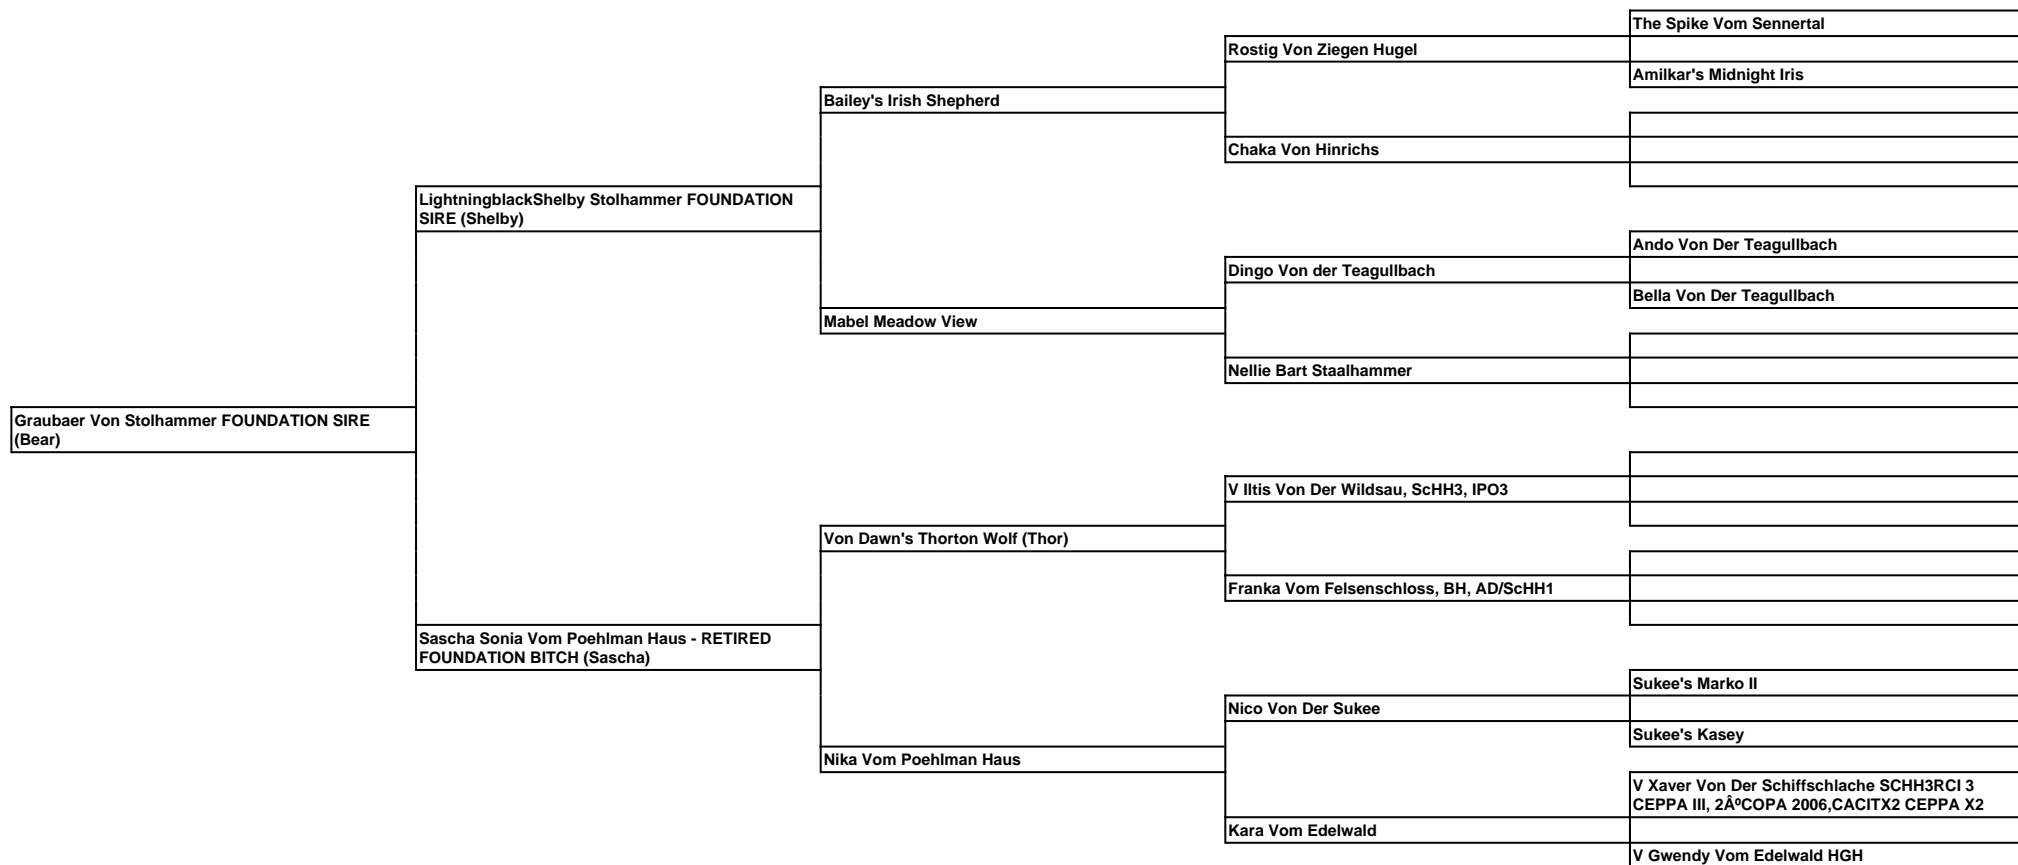 The Spike Vom Sennertal
Rostig Von Ziegen Hugel
Amilkar's Midnight Iris
Bailey's Irish Shepherd
Chaka Von Hinrichs
LightningblackShelby Stolhammer FOUNDATION
SIRE (Shelby)
Ando Von Der Teagullbach
Dingo Von der Teagullbach
Bella Von Der Teagullbach
Mabel Meadow View
Nellie Bart Staalhammer
Graubaer Von Stolhammer FOUNDATION SIRE
(Bear)
V Iltis Von Der Wildsau, ScHH3, IPO3
Von Dawn's Thorton Wolf (Thor)
Franka Vom Felsenschloss, BH, AD/ScHH1
Sascha Sonia Vom Poehlman Haus - RETIRED
FOUNDATION BITCH (Sascha)
Sukee's Marko II
Nico Von Der Sukee
Sukee's Kasey
Nika Vom Poehlman Haus
V Xaver Von Der Schiffschlache SCHH3RCI 3
CEPPA III, 2ÂºCOPA 2006,CACITX2 CEPPA X2
Kara Vom Edelwald
V Gwendy Vom Edelwald HGH